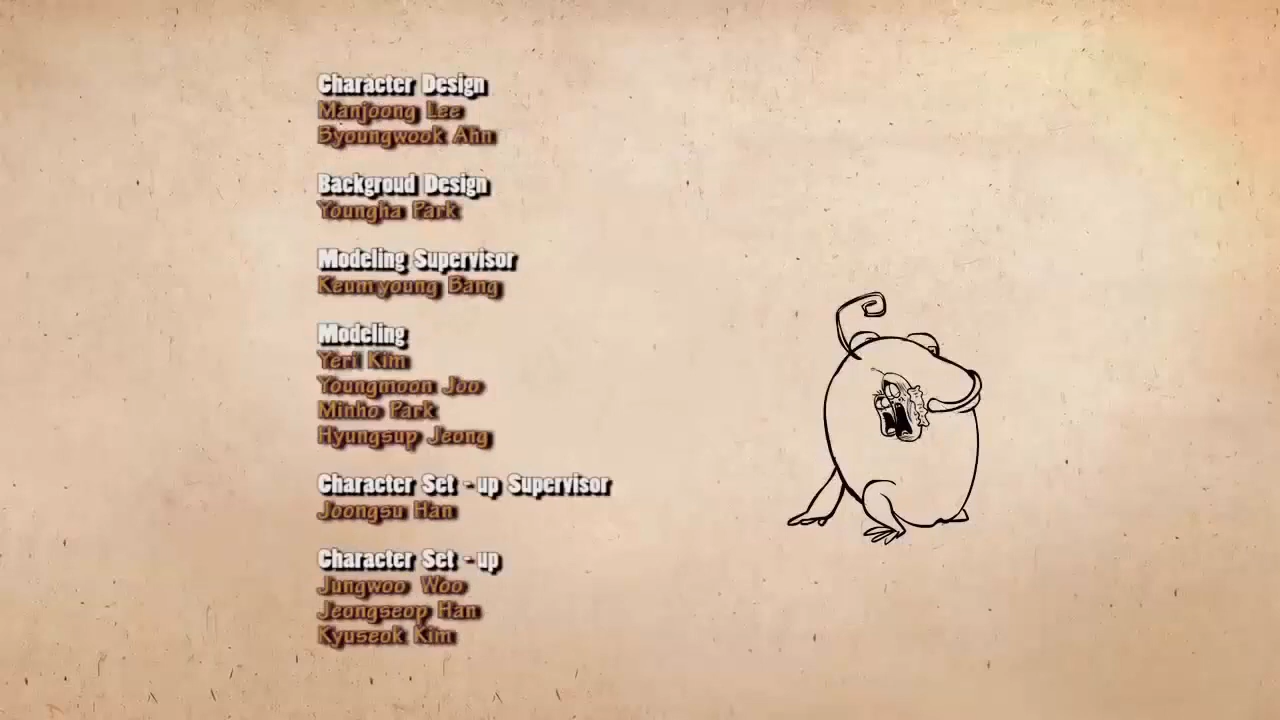 Character Design
Manjoong Lee
Byoungwook Ahn
Backgroud Design
Youngha Park
Modeling Supervisor
Keumyoung Bang
Modeling
Yeri Kim
Youngmoon Joo
Minho Park
Hyungsup Jeong
Character Set - up Supervisor
Joongsu Han
Character Set - up
Jungwoo Woo
Jeongseop Han
Kyuseok Kim